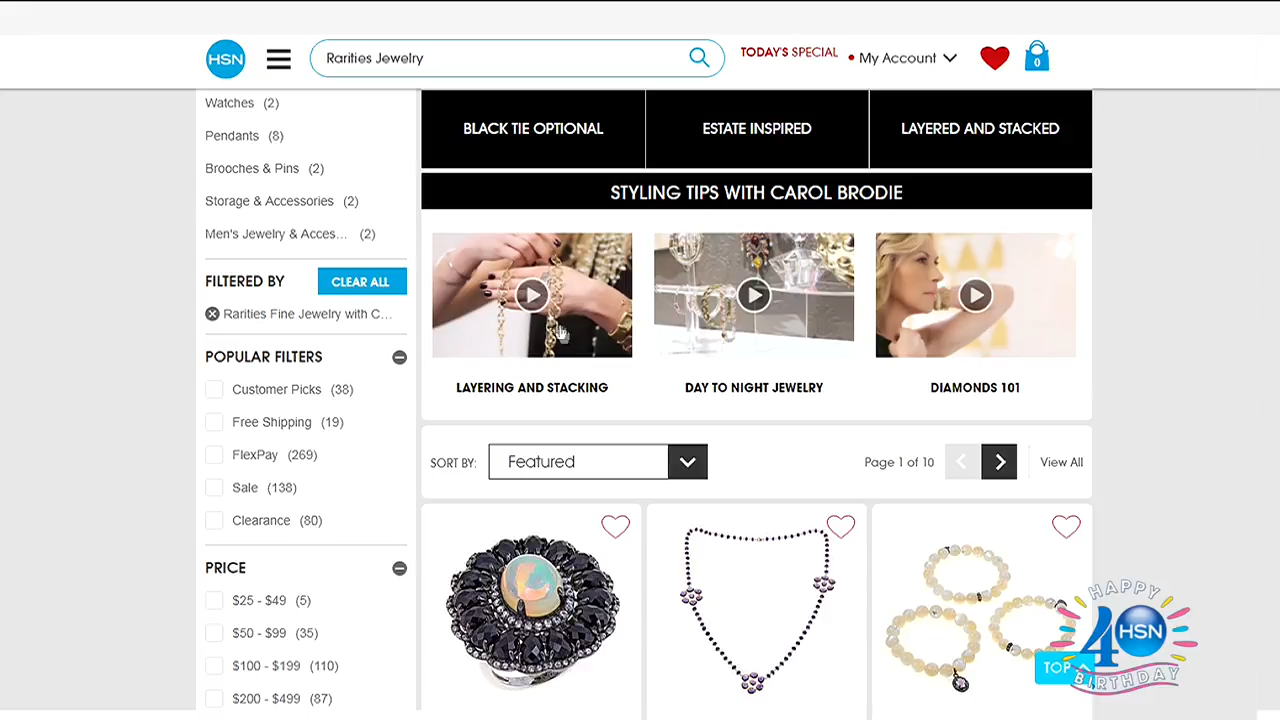 HSN
Rarities Jewelry
TODAY'S SPECIAL
My Account
0
Watches (2)
Pendants (8)
Brooches & Pins (2)
Storage & Accessories (2)
Men's Jewelry & Acces... (2)
FILTERED BY
CLEAR ALL
Rarities Fine Jewelry with C...
POPULAR FILTERS
Customer Picks (38)
Free Shipping (19)
FlexPay (269)
Sale (138)
Clearance (80)
PRICE
$25 - $49 (5)
$50 - $99 (35)
$100 - $199 (110)
$200 - $499 (87)
BLACK TIE OPTIONAL
ESTATE INSPIRED
LAYERED AND STACKED
STYLING TIPS WITH CAROL BRODIE
LAYERING AND STACKING
DAY TO NIGHT JEWELRY
DIAMONDS 101
SORT BY:
Featured
Page 1 of 10
View All
TOP
HAPPY
40
HSN
BIRTHDAY